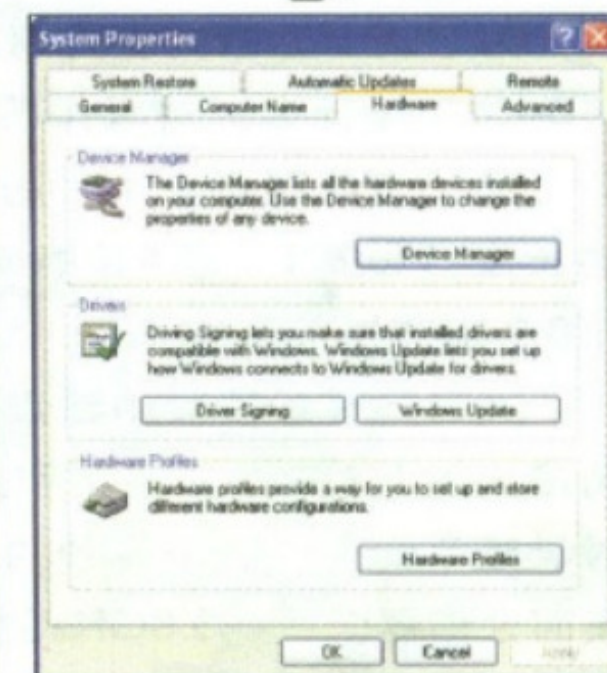 System Properties
System Restore Automatic Updates Remote
General Computer Name Hardware Advanced
Device Manager
The Device Manager lists all the hardware devices installed
on your computer. Use the Device Manager to change the
properties of any device.
Device Manager
Drivers
Driving Signing lets you make sure that installed drivers are
compatible with Windows. Windows Update lets you set up
how Windows connects to Windows Update for drivers.
Driver Signing Windows Update
Hardware Profiles
Hardware profiles provide a way for you to set up and store
different hardware configurations.
Hardware Profiles
OK Cancel Apply